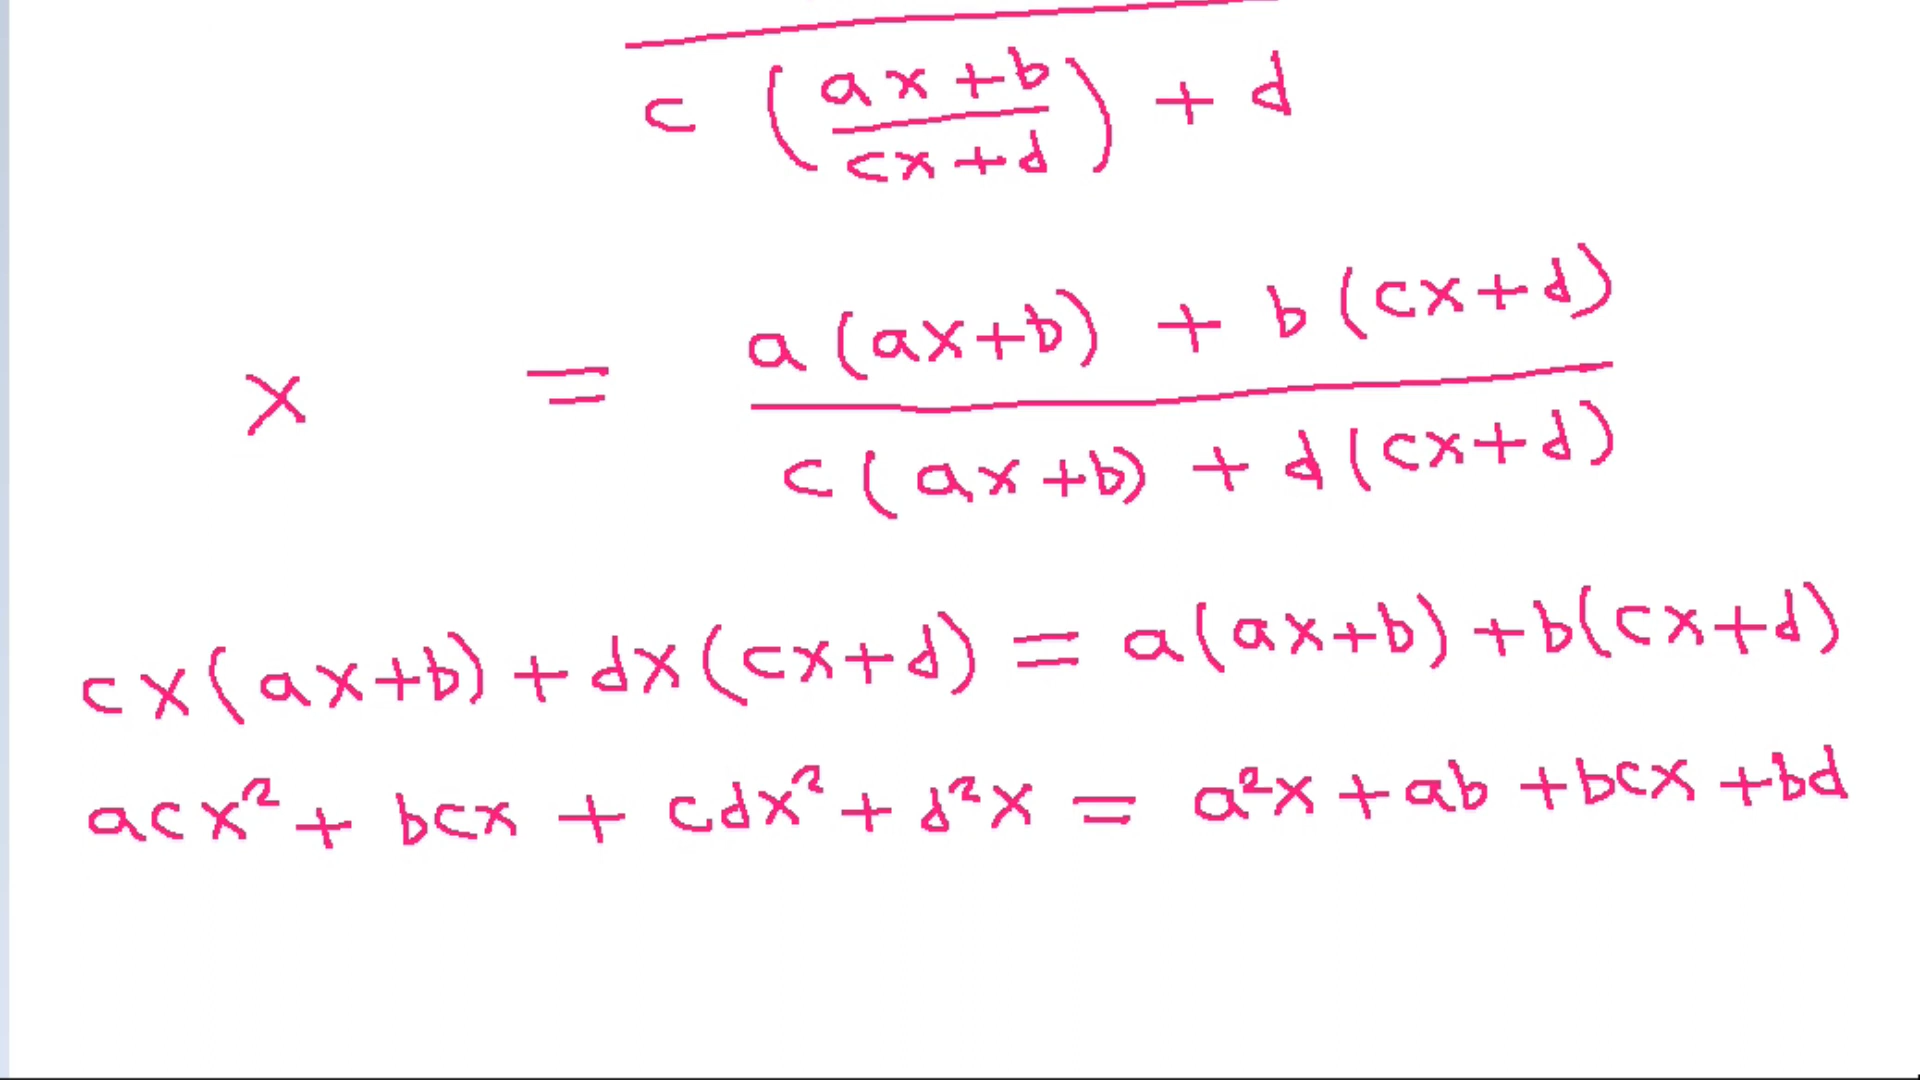 c ( (ax+b)/(cx+d) ) + d
x = (a(ax+b) + b(cx+d))/(c(ax+b) + d(cx+d))
cx(ax+b) + dx(cx+d) = a(ax+b) + b(cx+d)
acx² + bcx + cdx² + d²x = a²x + ab + bcx + bd